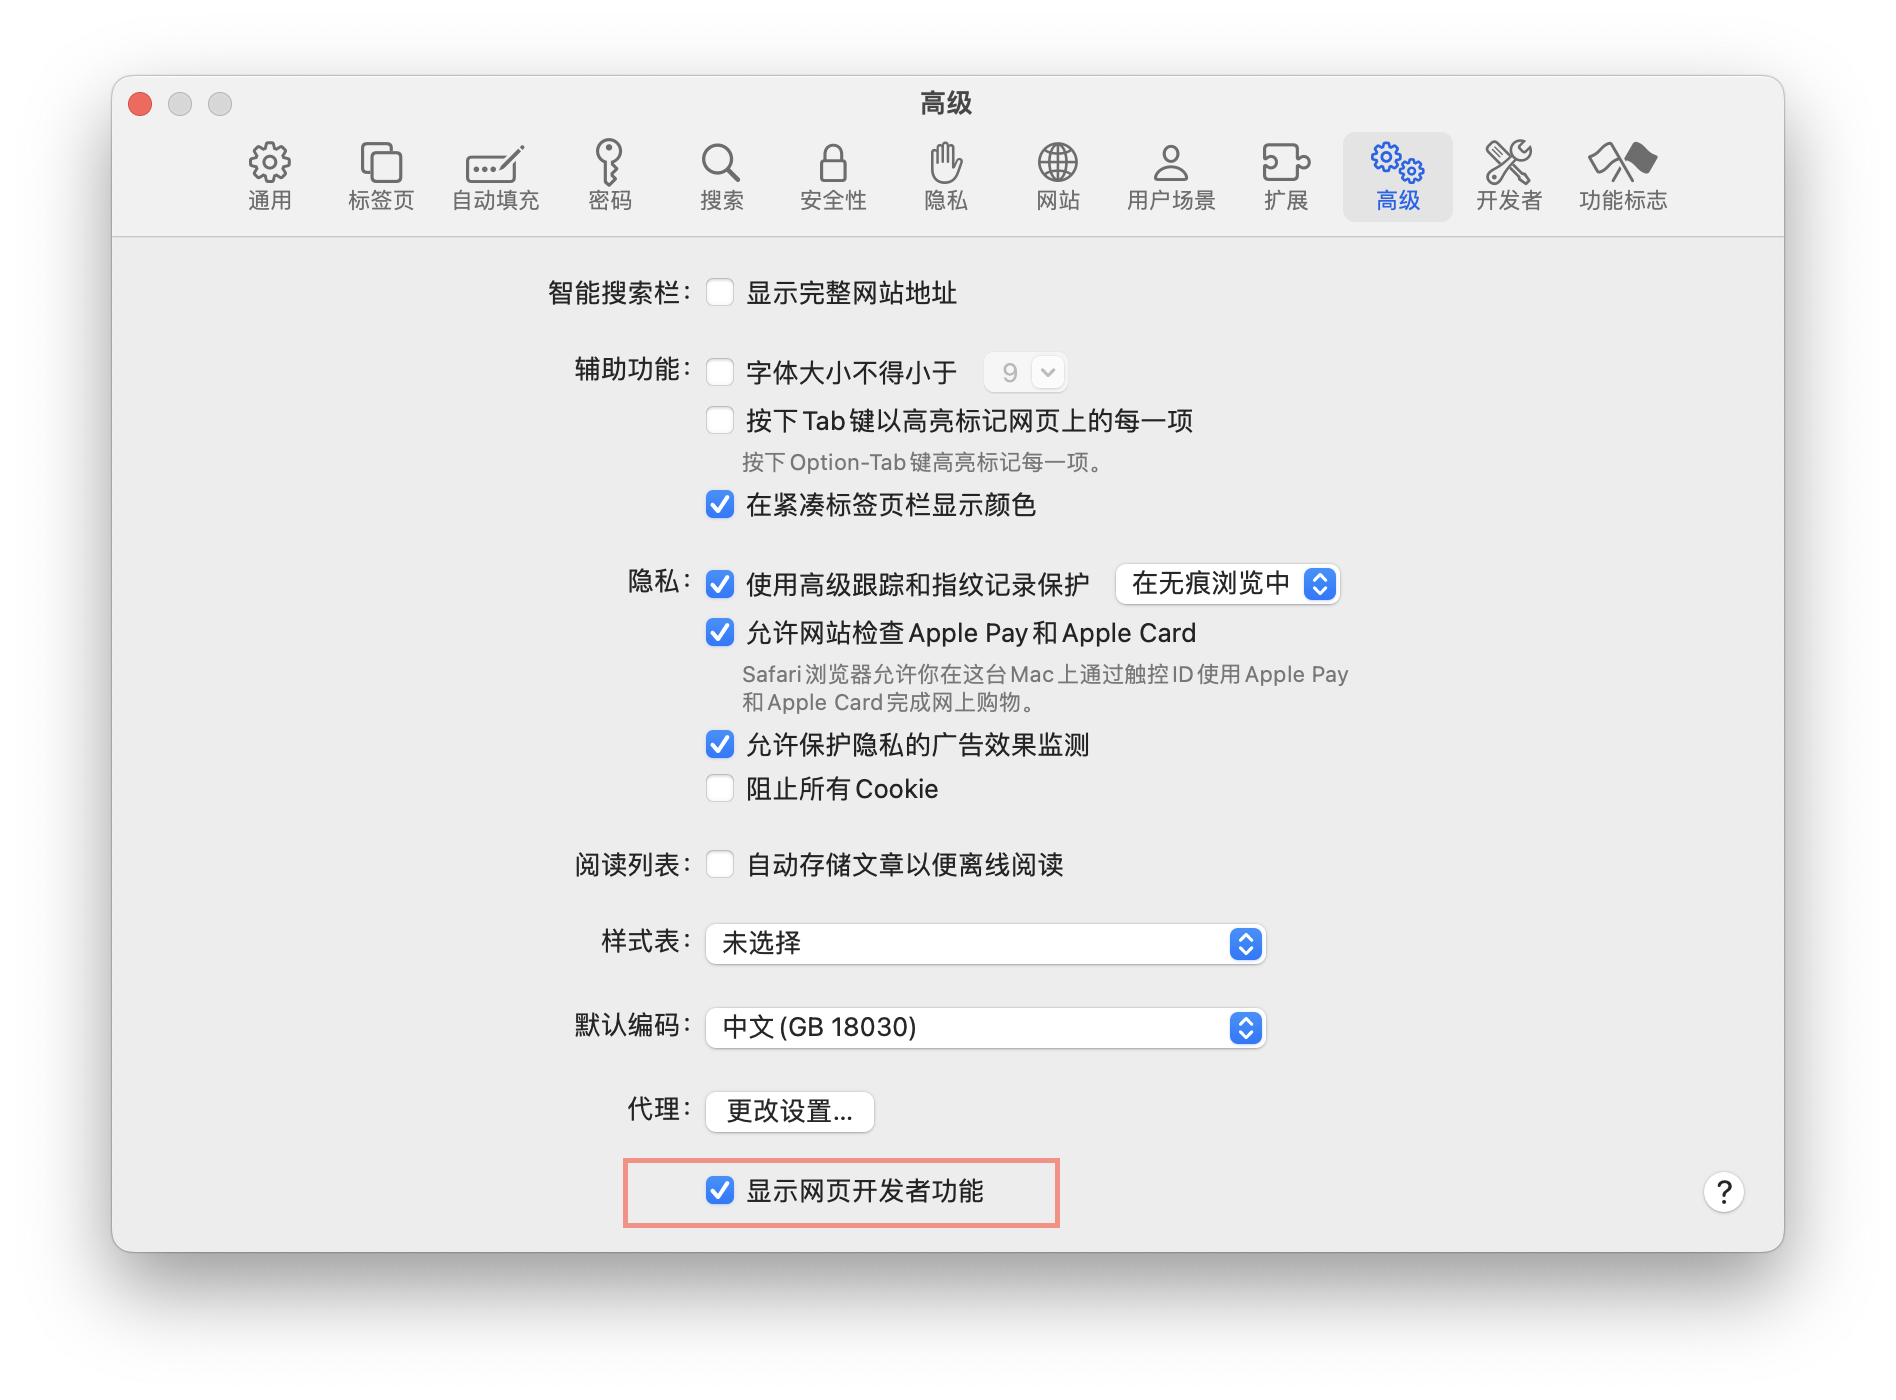 高级
通用 标签页 自动填充 密码 搜索 安全性 隐私 网站 用户场景 扩展 高级 开发者 功能标志
智能搜索栏： 显示完整网站地址
辅助功能： 字体大小不得小于 9
按下 Tab 键以高亮标记网页上的每一项
按下 Option-Tab 键高亮标记每一项。
在紧凑标签页栏显示颜色
隐私： 使用高级跟踪和指纹记录保护 在无痕浏览中
允许网站检查 Apple Pay 和 Apple Card
Safari 浏览器允许你在这台 Mac 上通过触控 ID 使用 Apple Pay
和 Apple Card 完成网上购物。
允许保护隐私的广告效果监测
阻止所有 Cookie
阅读列表： 自动存储文章以便离线阅读
样式表： 未选择
默认编码： 中文 (GB 18030)
代理： 更改设置...
显示网页开发者功能 ?